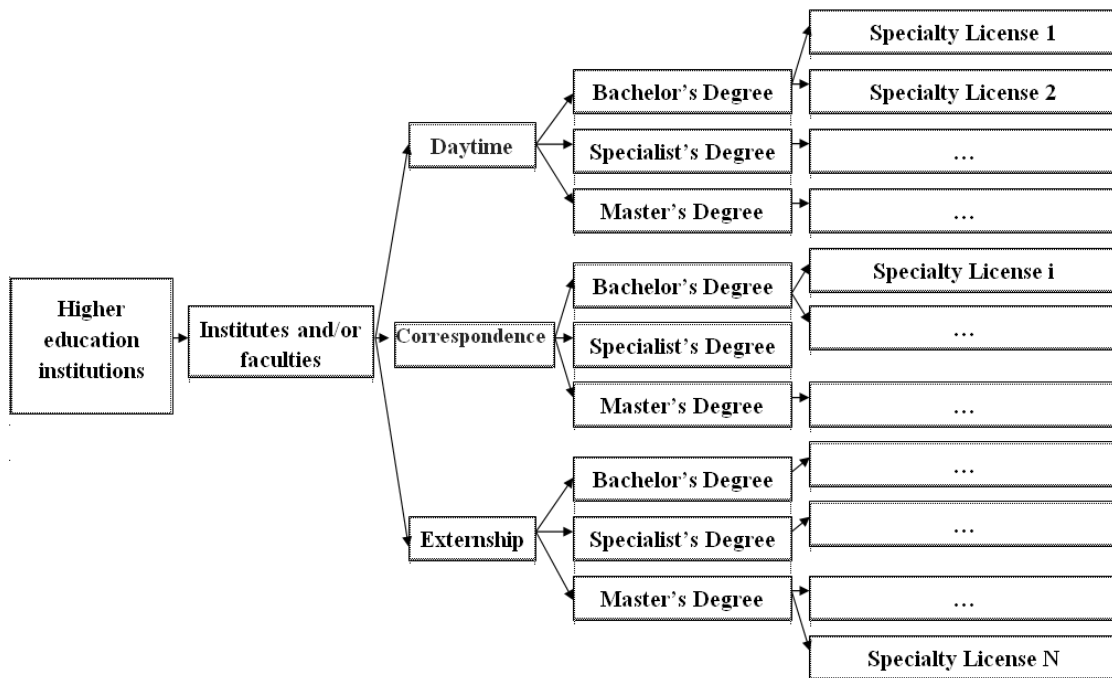 Higher
education
institutions
Institutes and/or
faculties
Daytime
Bachelor's Degree
Specialty License 1
Specialty License 2
Specialist's Degree
…
Master's Degree
…
Correspondence
Bachelor's Degree
Specialty License i
…
Specialist's Degree
Master's Degree
…
Externship
Bachelor's Degree
…
Specialist's Degree
…
Master's Degree
…
Specialty License N